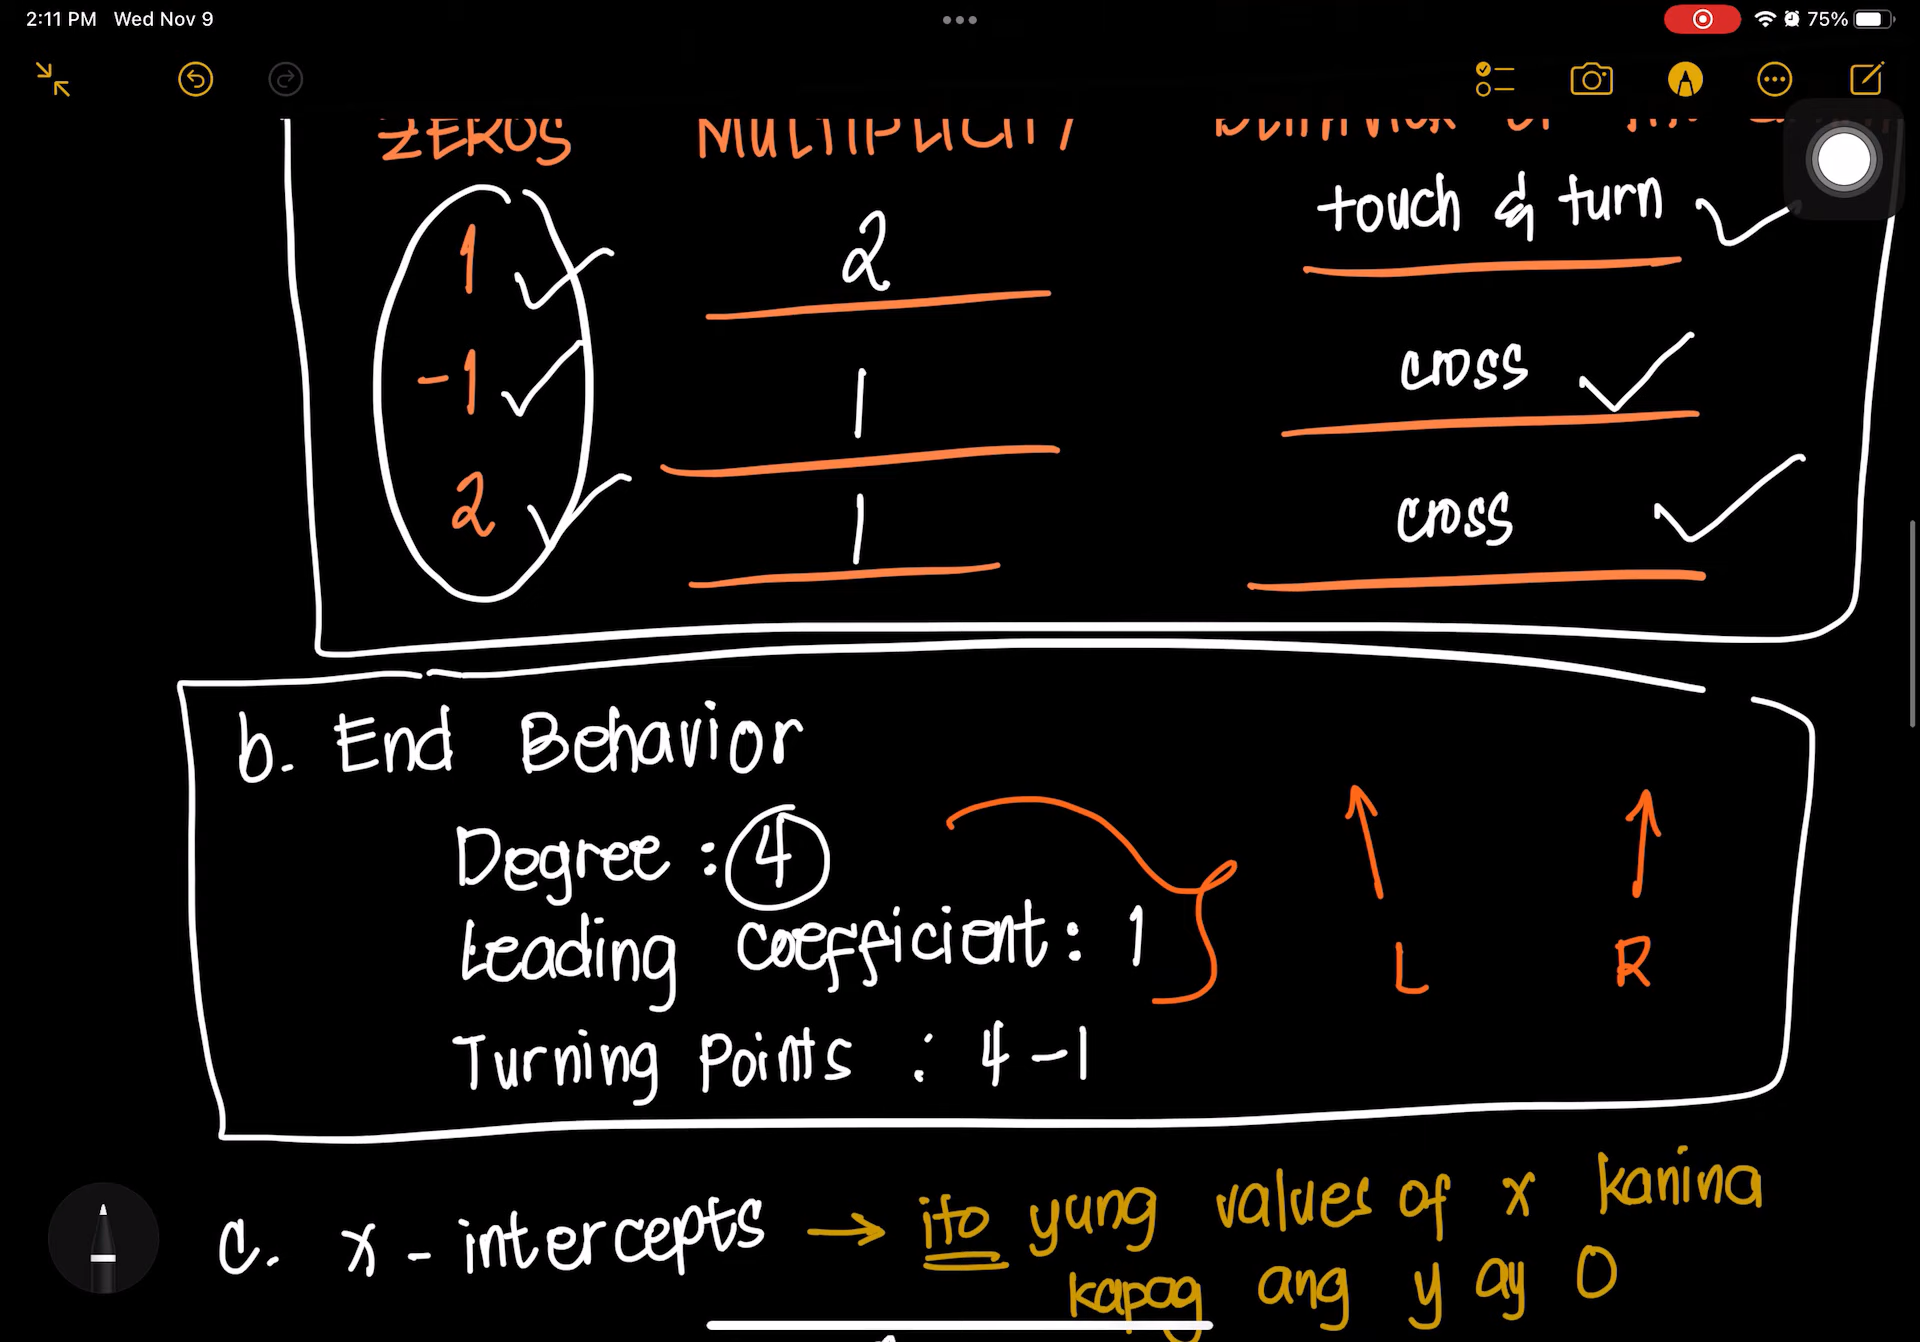 2:11 PM Wed Nov 9
75%
ZEROS MULTIPLICITY BEHAVIOR OF
1 2 touch & turn
-1 1 cross
2 1 cross
b. End Behavior
Degree : 4
Leading coefficient : 1
L R
Turning Points : 4-1
c. x - intercepts → ito yung values of x kanina
kapag ang y ay 0